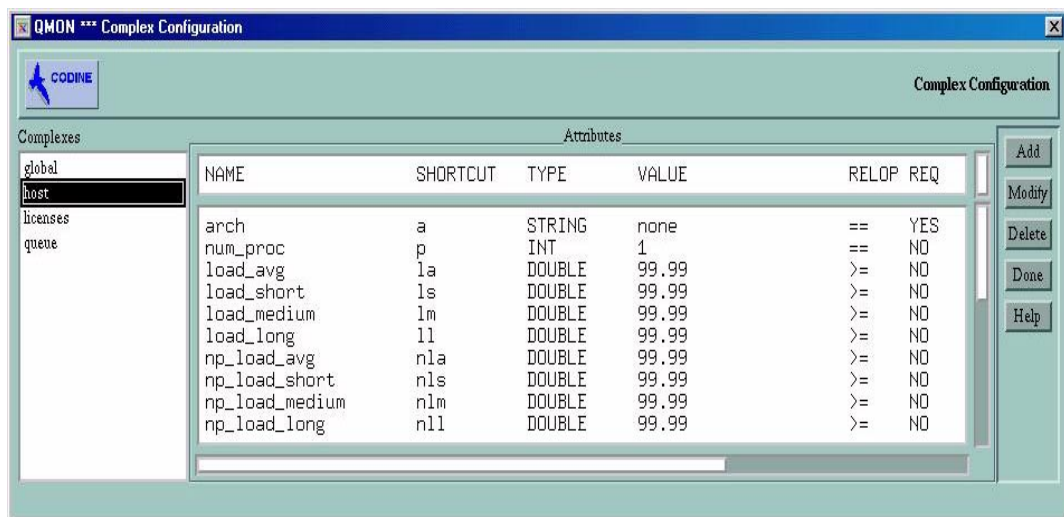 QMON *** Complex Configuration
CODINE
Complex Configuration
Complexes
Attributes
global
host
licenses
queue
NAME SHORTCUT TYPE VALUE RELOP REQ
arch a STRING none == YES
num_proc p INT 1 == NO
load_avg la DOUBLE 99.99 >= NO
load_short ls DOUBLE 99.99 >= NO
load_medium lm DOUBLE 99.99 >= NO
load_long ll DOUBLE 99.99 >= NO
np_load_avg nla DOUBLE 99.99 >= NO
np_load_short nls DOUBLE 99.99 >= NO
np_load_medium nlm DOUBLE 99.99 >= NO
np_load_long nll DOUBLE 99.99 >= NO
Add
Modify
Delete
Done
Help